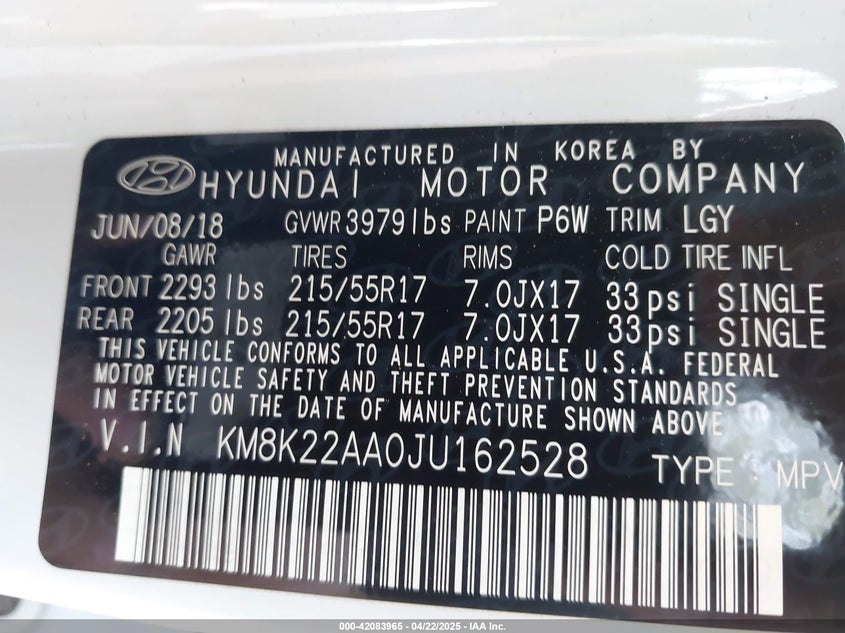 MANUFACTURED IN KOREA BY
HYUNDAI MOTOR COMPANY
JUN/08/18 GVWR 3979lbs PAINT P6W TRIM LGY
GAWR TIRES RIMS COLD TIRE INFL
FRONT 2293 lbs 215/55R17 7.0JX17 33psi SINGLE
REAR 2205 lbs 215/55R17 7.0JX17 33psi SINGLE
THIS VEHICLE CONFORMS TO ALL APPLICABLE U.S.A. FEDERAL
MOTOR VEHICLE SAFETY AND THEFT PREVENTION STANDARDS
IN EFFECT ON THE DATE OF MANUFACTURE SHOWN ABOVE
V.I.N KM8K22AA0JU162528 TYPE : MPV
000-42083965 - 04/22/2025 - IAA Inc.